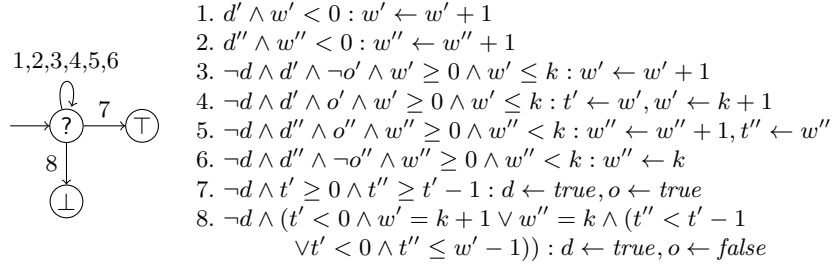 1,2,3,4,5,6
? 7 ⊤
8
⊥
1. d′ ∧ w′ < 0 : w′ ← w′ + 1
2. d″ ∧ w″ < 0 : w″ ← w″ + 1
3. ¬d ∧ d′ ∧ ¬o′ ∧ w′ ≥ 0 ∧ w′ ≤ k : w′ ← w′ + 1
4. ¬d ∧ d′ ∧ o′ ∧ w′ ≥ 0 ∧ w′ ≤ k : t′ ← w′, w′ ← k + 1
5. ¬d ∧ d″ ∧ o″ ∧ w″ ≥ 0 ∧ w″ < k : w″ ← w″ + 1, t″ ← w″
6. ¬d ∧ d″ ∧ ¬o″ ∧ w″ ≥ 0 ∧ w″ < k : w″ ← k
7. ¬d ∧ t′ ≥ 0 ∧ t″ ≥ t′ − 1 : d ← true, o ← true
8. ¬d ∧ (t′ < 0 ∧ w′ = k + 1 ∨ w″ = k ∧ (t″ < t′ − 1
∨t′ < 0 ∧ t″ ≤ w′ − 1)) : d ← true, o ← false